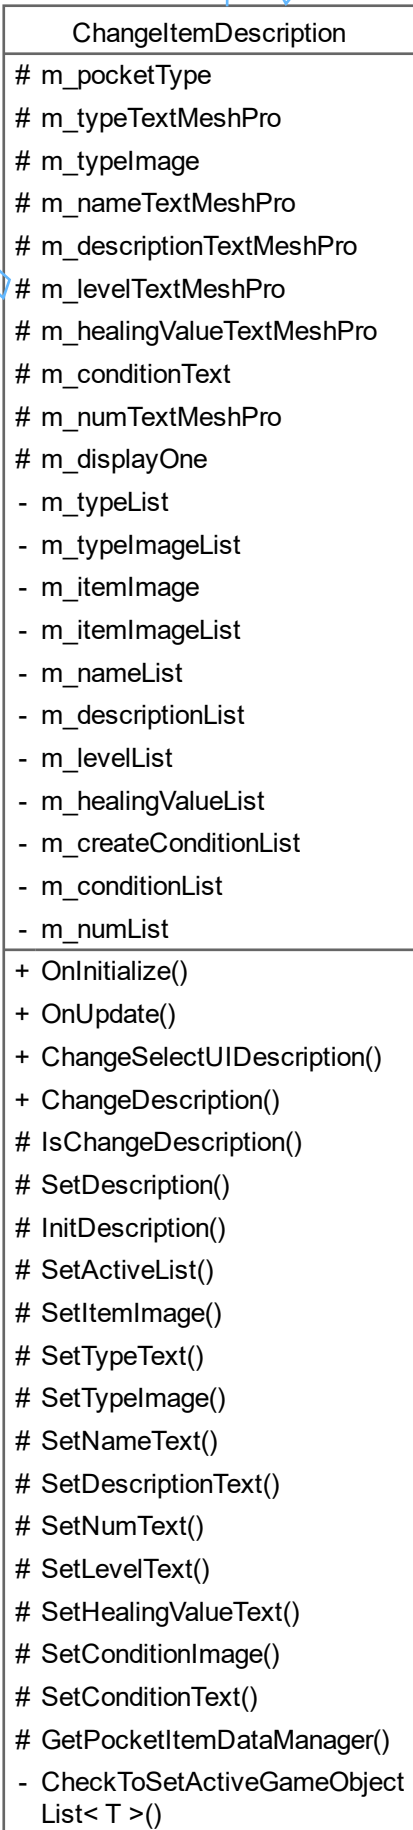 ChangeItemDescription
# m_pocketType
# m_typeTextMeshPro
# m_typeImage
# m_nameTextMeshPro
# m_descriptionTextMeshPro
# m_levelTextMeshPro
# m_healingValueTextMeshPro
# m_conditionText
# m_numTextMeshPro
# m_displayOne
- m_typeList
- m_typeImageList
- m_itemImage
- m_itemImageList
- m_nameList
- m_descriptionList
- m_levelList
- m_healingValueList
- m_createConditionList
- m_conditionList
- m_numList
+ OnInitialize()
+ OnUpdate()
+ ChangeSelectUIDescription()
+ ChangeDescription()
# IsChangeDescription()
# SetDescription()
# InitDescription()
# SetActiveList()
# SetItemImage()
# SetTypeText()
# SetTypeImage()
# SetNameText()
# SetDescriptionText()
# SetNumText()
# SetLevelText()
# SetHealingValueText()
# SetConditionImage()
# SetConditionText()
# GetPocketItemDataManager()
- CheckToSetActiveGameObject
List< T >()